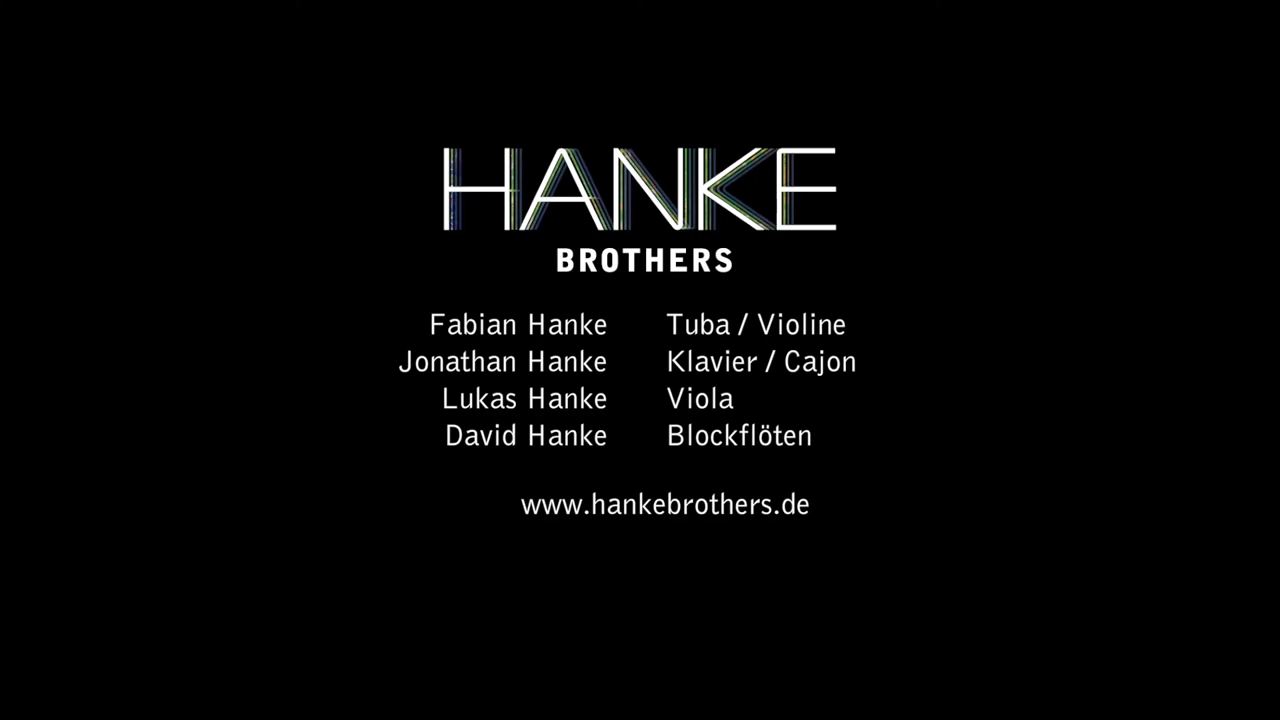 HANKE
BROTHERS
Fabian Hanke Tuba / Violine
Jonathan Hanke Klavier / Cajon
Lukas Hanke Viola
David Hanke Blockflöten
www.hankebrothers.de